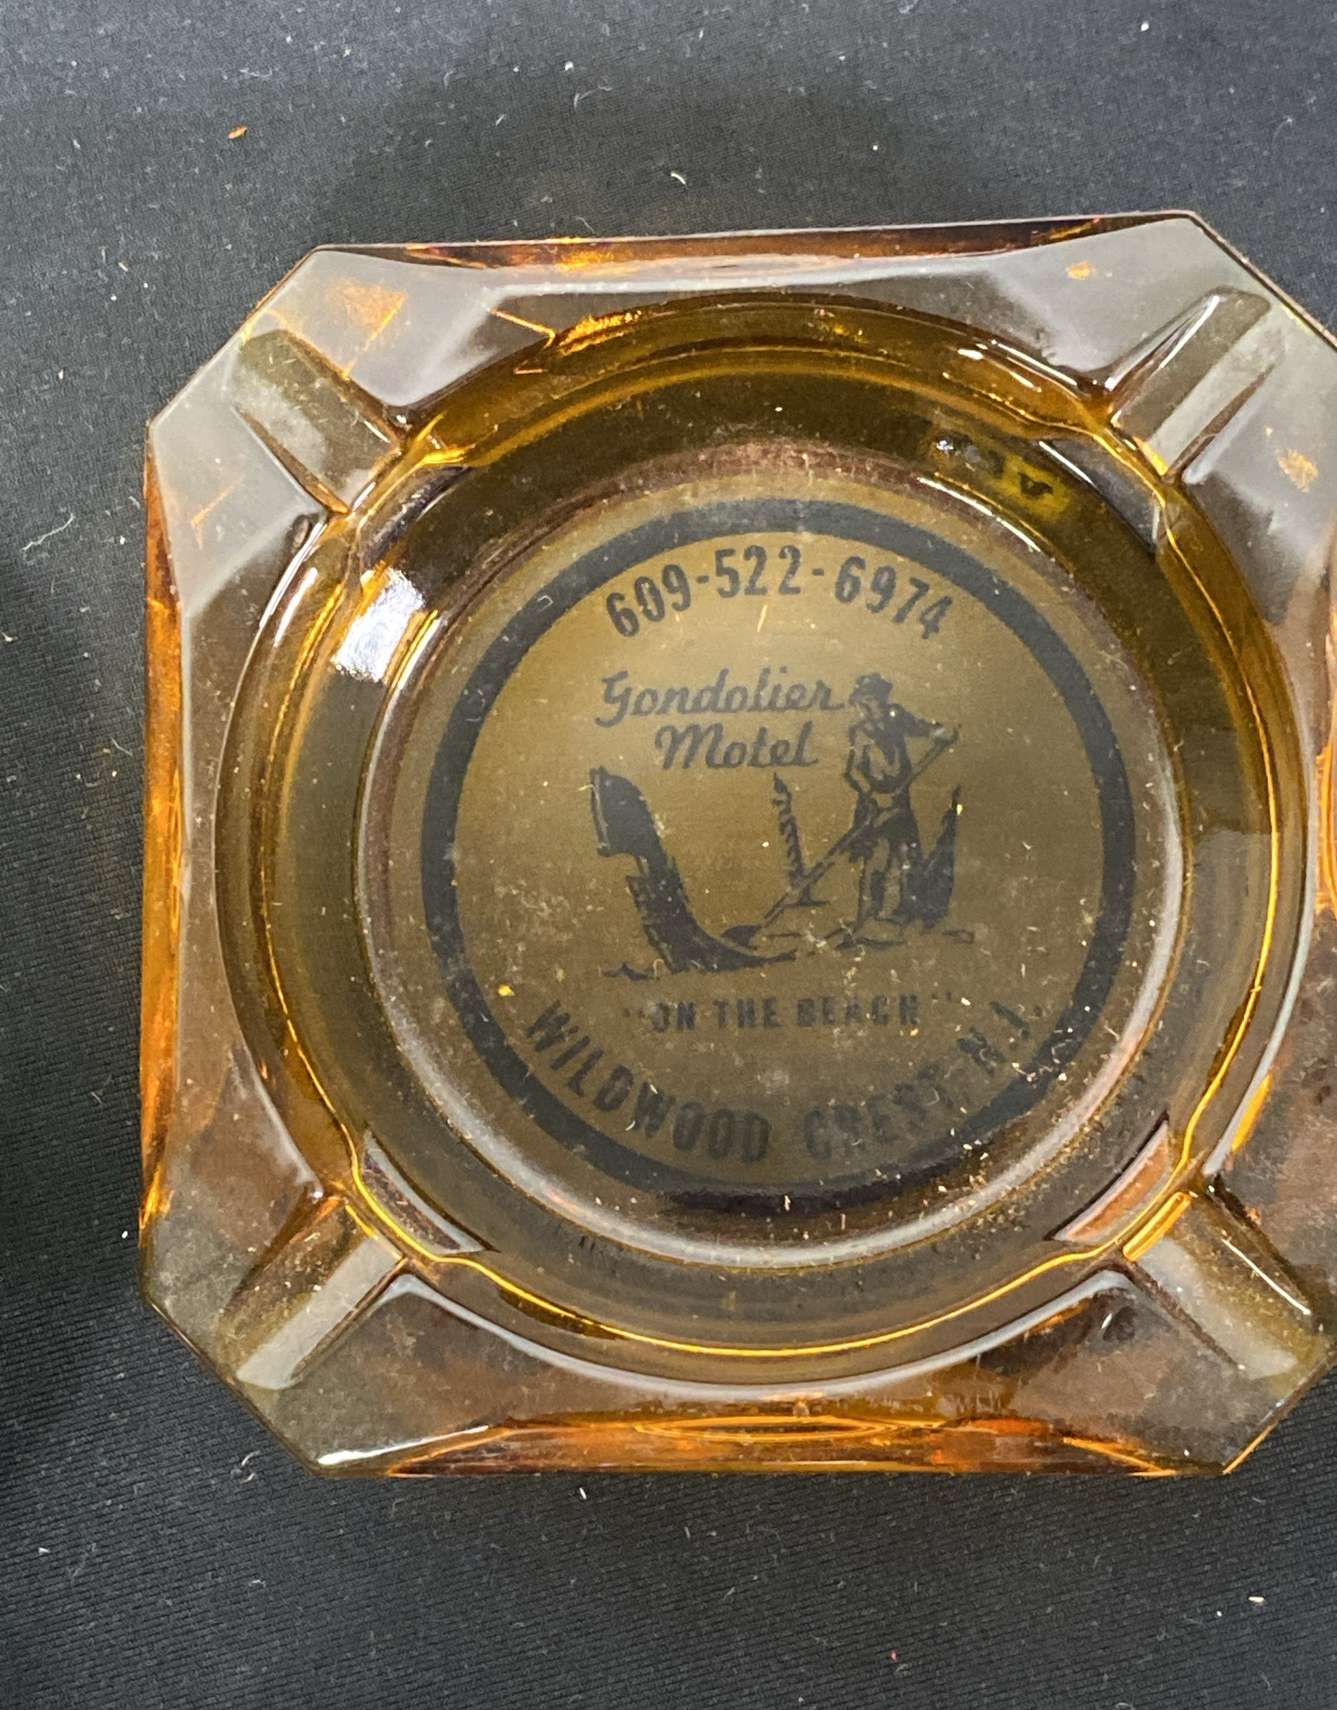 609-522-6974
Gondolier
Motel
"ON THE BEACH"
WILDWOOD CREST, N.J.